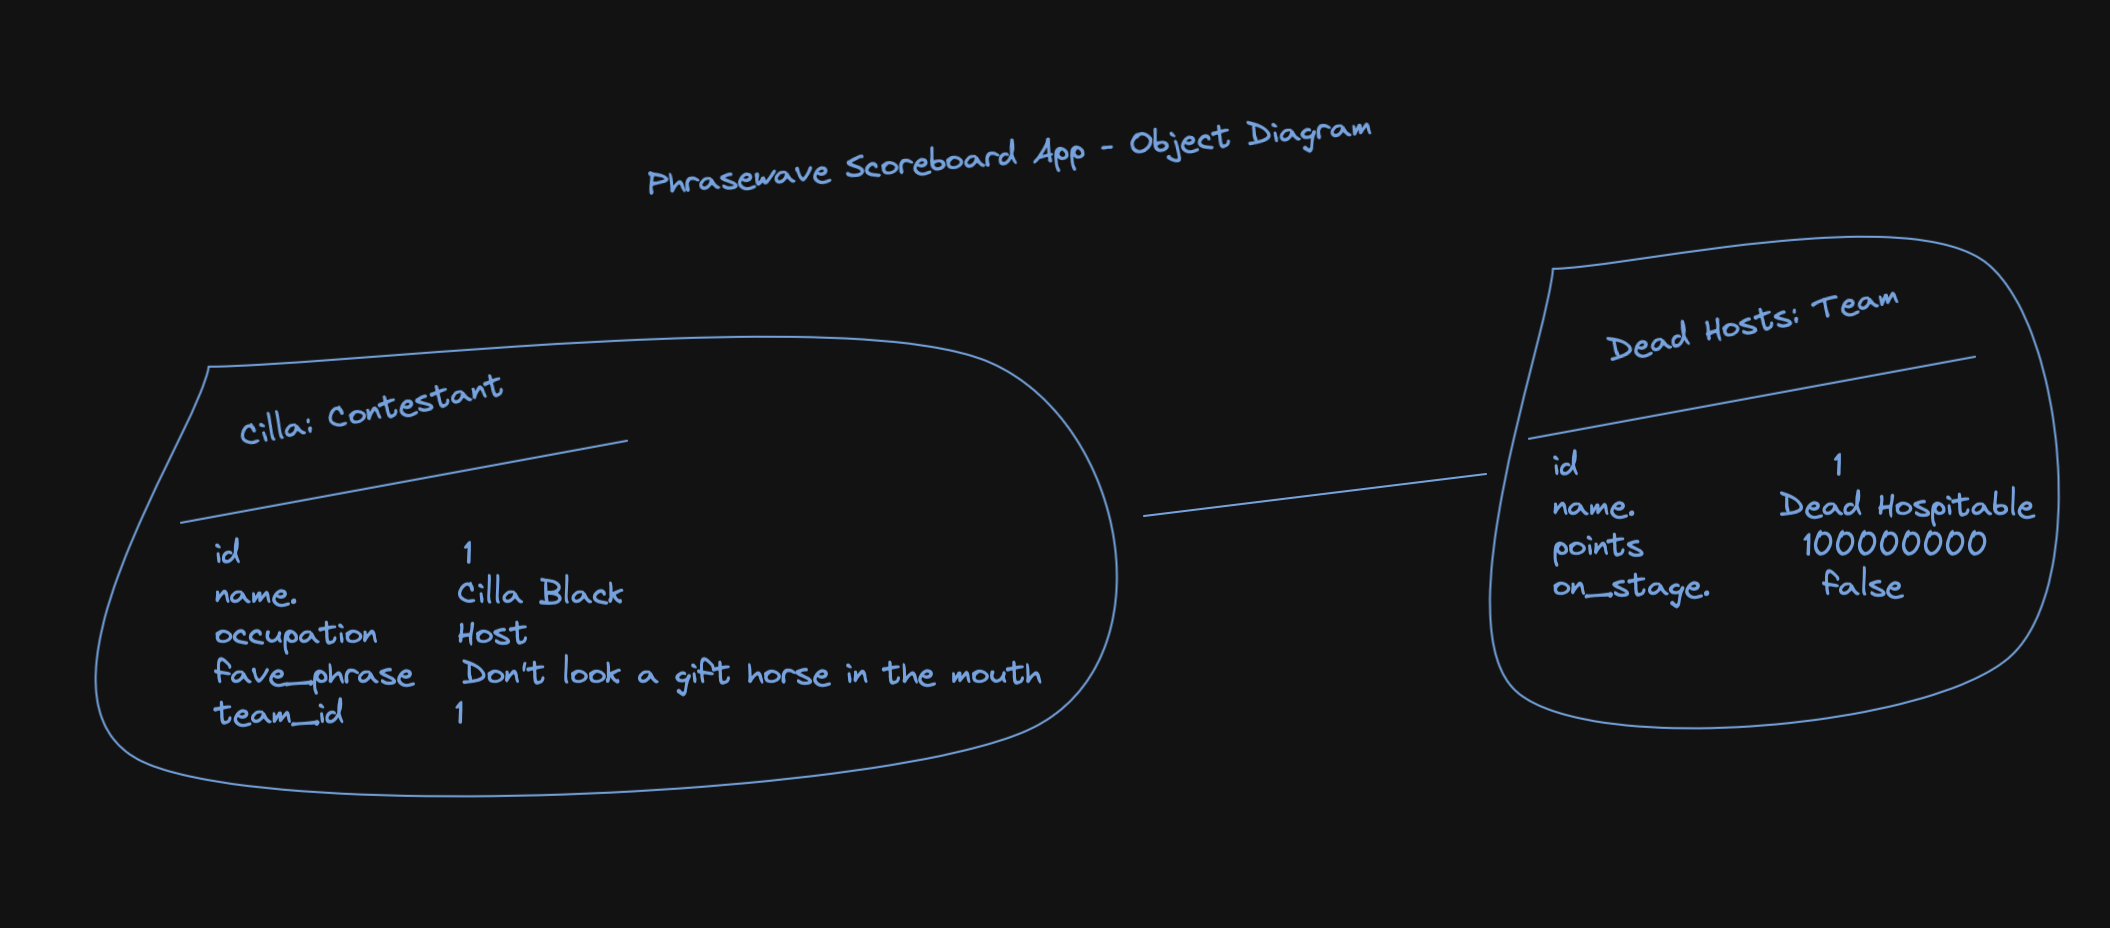 Phrasewave Scoreboard App - Object Diagram
Cilla: Contestant
id 1
name. Cilla Black
occupation Host
fave_phrase Don't look a gift horse in the mouth
team_id 1
Dead Hosts: Team
id 1
name. Dead Hospitable
points 100000000
on_stage. false